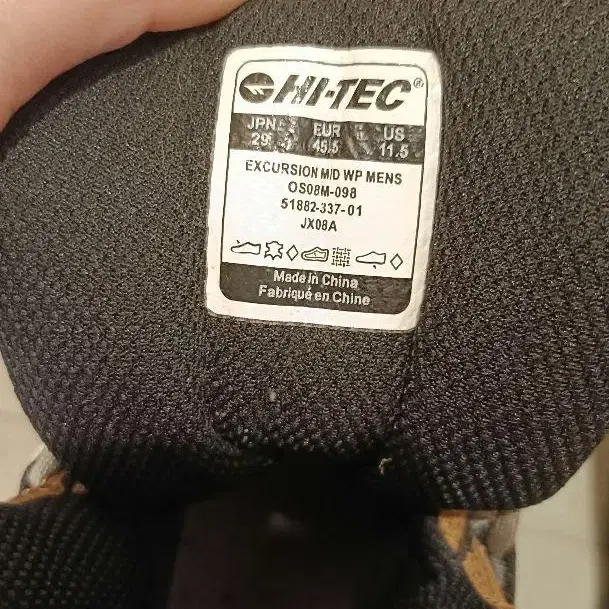 HI-TEC®
JPN EUR US
29 45.5 11.5
EXCURSION MID WP MENS
OS08M-098
51882-337-01
JX08A
Made in China
Fabriqué en Chine